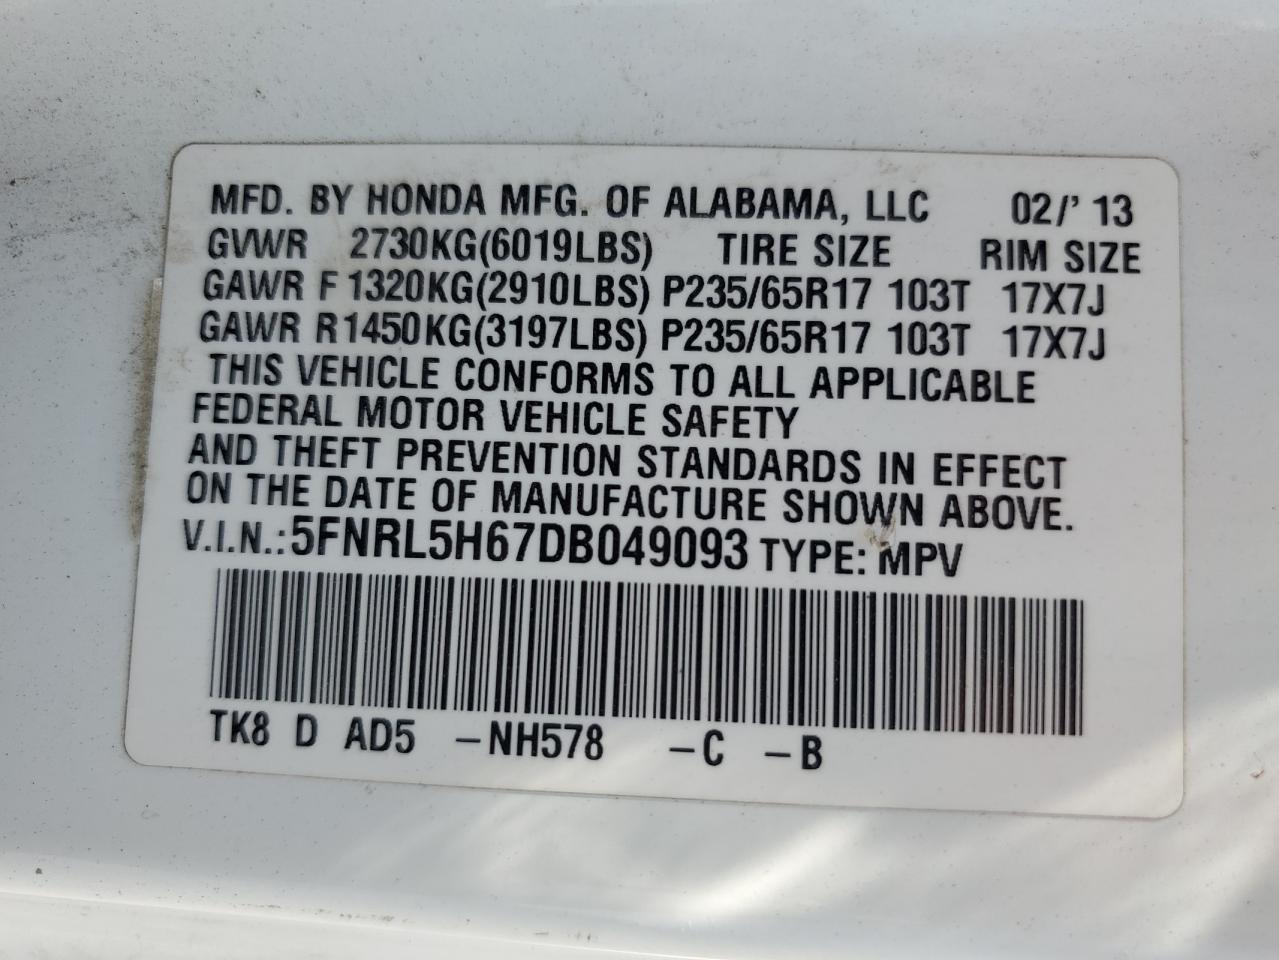 MFD. BY HONDA MFG. OF ALABAMA, LLC 02/' 13
GVWR 2730KG(6019LBS) TIRE SIZE RIM SIZE
GAWR F 1320KG(2910LBS) P235/65R17 103T 17X7J
GAWR R1450KG(3197LBS) P235/65R17 103T 17X7J
THIS VEHICLE CONFORMS TO ALL APPLICABLE
FEDERAL MOTOR VEHICLE SAFETY
AND THEFT PREVENTION STANDARDS IN EFFECT
ON THE DATE OF MANUFACTURE SHOWN ABOVE.
V.I.N.:5FNRL5H67DB049093 TYPE: MPV
TK8 D AD5 –NH578 –C –B